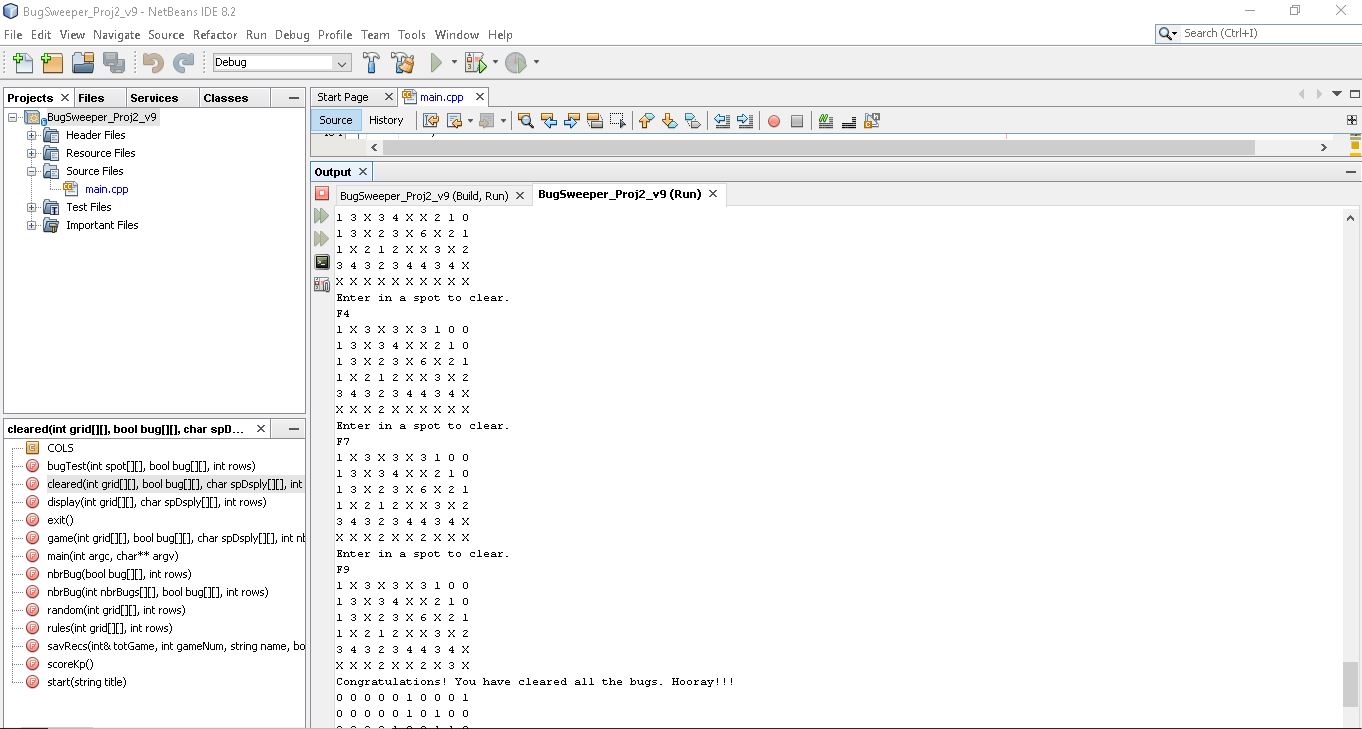 BugSweeper_Proj2_v9 - NetBeans IDE 8.2
File Edit View Navigate Source Refactor Run Debug Profile Team Tools Window Help
Search (Ctrl+I)
Debug
Projects Files Services Classes
BugSweeper_Proj2_v9
Header Files
Resource Files
Source Files
main.cpp
Test Files
Important Files
cleared(int grid[][], bool bug[][], char spD...
COLS
bugTest(int spot[][], bool bug[][], int rows)
cleared(int grid[][], bool bug[][], char spDsply[][], int
display(int grid[][], char spDsply[][], int rows)
exit()
game(int grid[][], bool bug[][], char spDsply[][], int nb
main(int argc, char** argv)
nbrBug(bool bug[][], int rows)
nbrBug(int nbrBugs[][], bool bug[][], int rows)
random(int grid[][], int rows)
rules(int grid[][], int rows)
savRecs(int& totGame, int gameNum, string name, bo
scoreKp()
start(string title)
Start Page main.cpp
Source History
Output
BugSweeper_Proj2_v9 (Build, Run) BugSweeper_Proj2_v9 (Run)
1 3 X 3 4 X X 2 1 0
1 3 X 2 3 X 6 X 2 1
1 X 2 1 2 X X 3 X 2
3 4 3 2 3 4 4 3 4 X
X X X X X X X X X X
Enter in a spot to clear.
F4
1 X 3 X 3 X 3 1 0 0
1 3 X 3 4 X X 2 1 0
1 3 X 2 3 X 6 X 2 1
1 X 2 1 2 X X 3 X 2
3 4 3 2 3 4 4 3 4 X
X X X 2 X X X X X X
Enter in a spot to clear.
F7
1 X 3 X 3 X 3 1 0 0
1 3 X 3 4 X X 2 1 0
1 3 X 2 3 X 6 X 2 1
1 X 2 1 2 X X 3 X 2
3 4 3 2 3 4 4 3 4 X
X X X 2 X X 2 X X X
Enter in a spot to clear.
F9
1 X 3 X 3 X 3 1 0 0
1 3 X 3 4 X X 2 1 0
1 3 X 2 3 X 6 X 2 1
1 X 2 1 2 X X 3 X 2
3 4 3 2 3 4 4 3 4 X
X X X 2 X X 2 X 3 X
Congratulations! You have cleared all the bugs. Hooray!!!
0 0 0 0 0 1 0 0 0 1
0 0 0 0 0 1 0 1 0 0